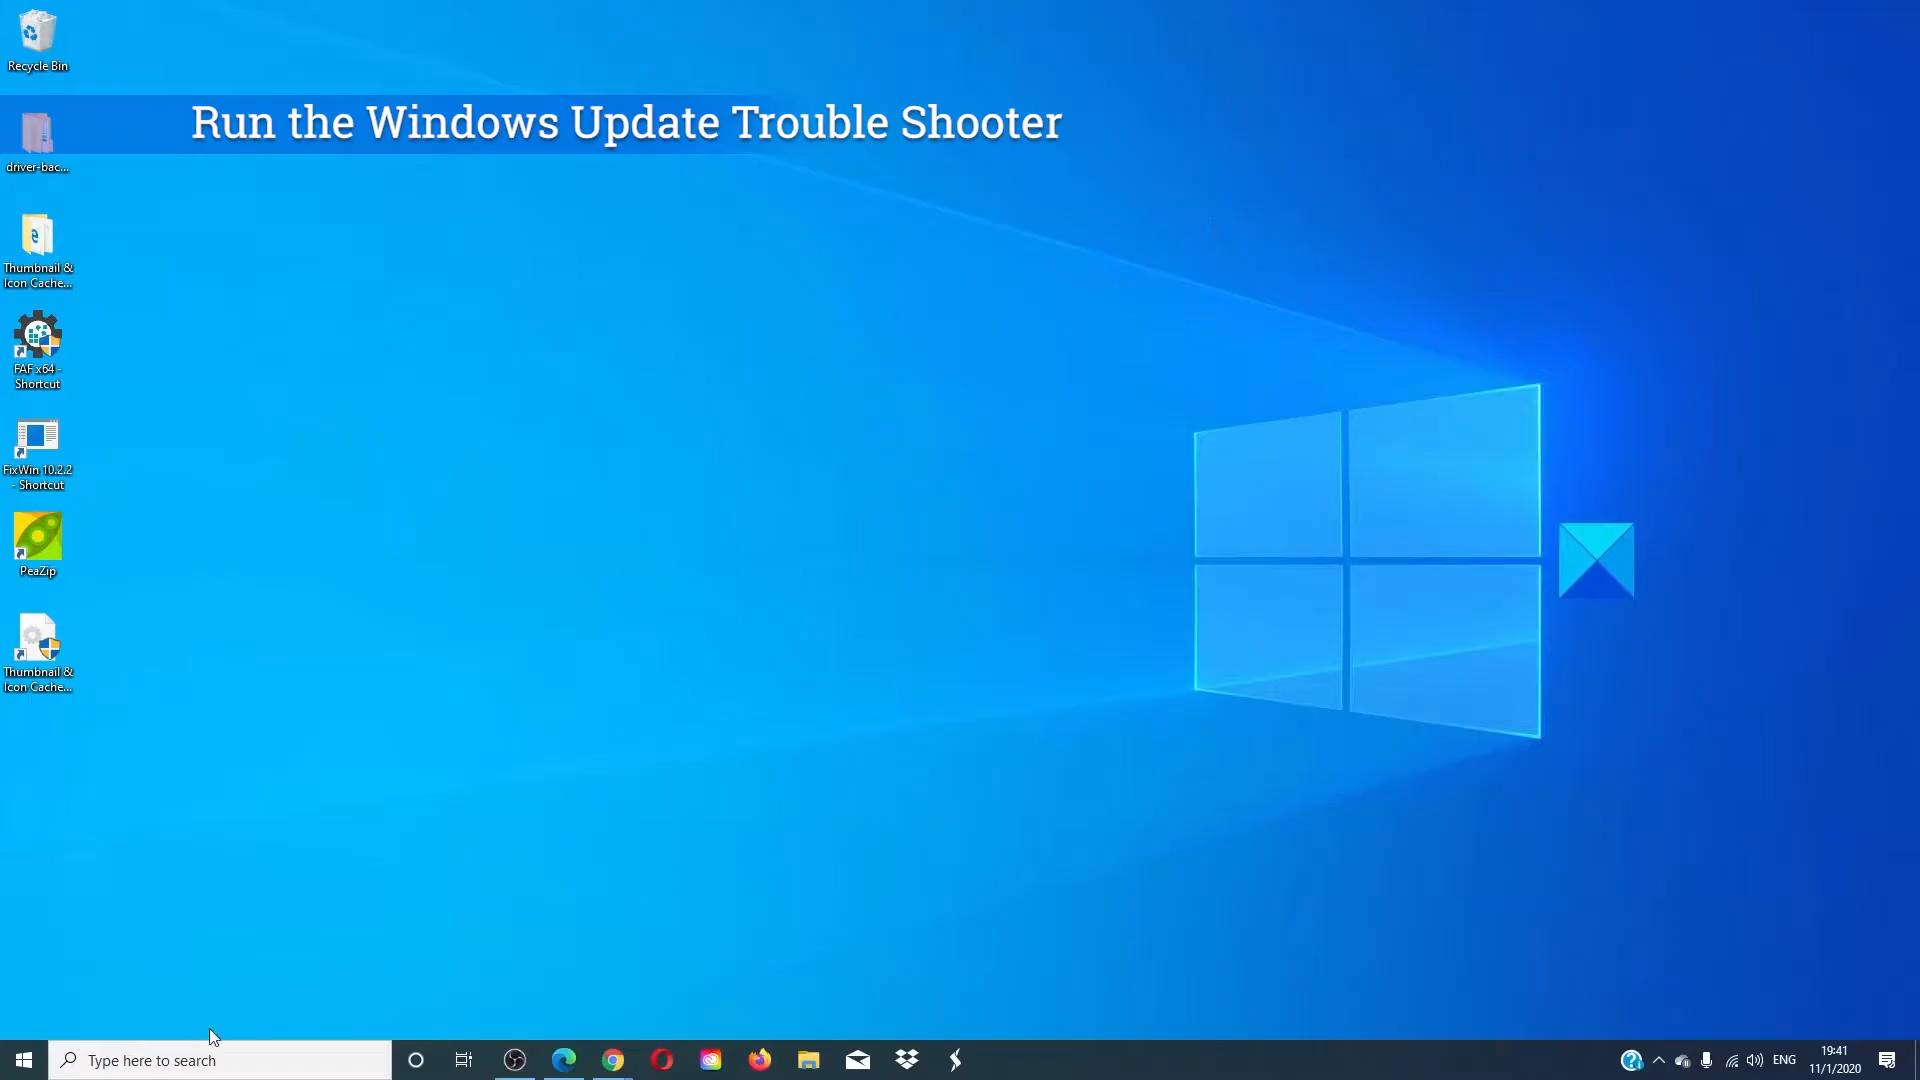 Recycle Bin
Run the Windows Update Trouble Shooter
driver-bac...
Thumbnail &
Icon Cache...
FAF x64 -
Shortcut
FixWin 10.2.2
- Shortcut
PeaZip
Thumbnail &
Icon Cache...
Type here to search
ENG
19:41
11/1/2020